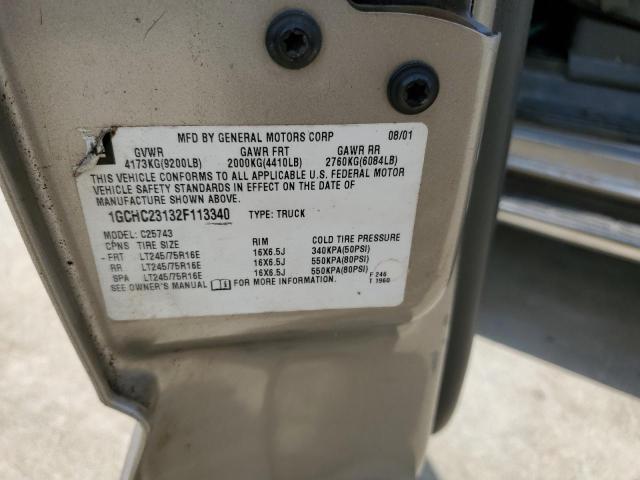 MFD BY GENERAL MOTORS CORP 08/01
GVWR GAWR FRT GAWR RR
4173KG(9200LB) 2000KG(4410LB) 2760KG(6084LB)
THIS VEHICLE CONFORMS TO ALL APPLICABLE U.S. FEDERAL MOTOR
VEHICLE SAFETY STANDARDS IN EFFECT ON THE DATE OF
MANUFACTURE SHOWN ABOVE.
1GCHC23132F113340 TYPE: TRUCK
MODEL: C25743
CPNS TIRE SIZE RIM COLD TIRE PRESSURE
FRT LT245/75R16E 16X6.5J 340KPA(50PSI)
RR LT245/75R16E 16X6.5J 550KPA(80PSI)
SPA LT245/75R16E 16X6.5J 550KPA(80PSI)
SEE OWNER'S MANUAL FOR MORE INFORMATION.
F 246
T 1960